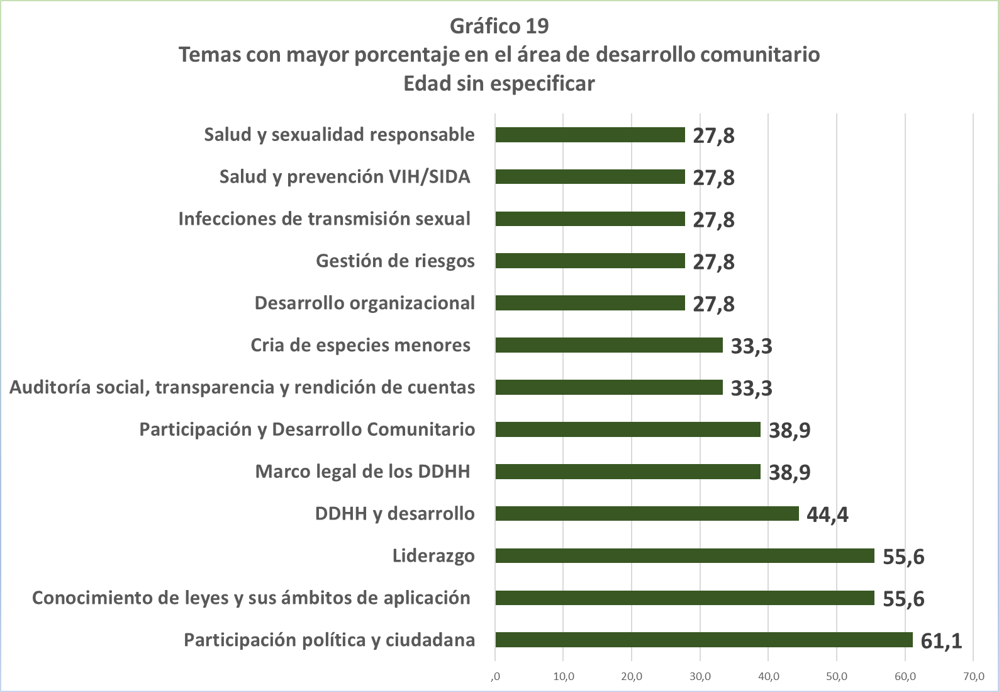 Gráfico 19
Temas con mayor porcentaje en el área de desarrollo comunitario
Edad sin especificar
Salud y sexualidad responsable 27,8
Salud y prevención VIH/SIDA 27,8
Infecciones de transmisión sexual 27,8
Gestión de riesgos 27,8
Desarrollo organizacional 27,8
Cria de especies menores 33,3
Auditoría social, transparencia y rendición de cuentas 33,3
Participación y Desarrollo Comunitario 38,9
Marco legal de los DDHH 38,9
DDHH y desarrollo 44,4
Liderazgo 55,6
Conocimiento de leyes y sus ámbitos de aplicación 55,6
Participación política y ciudadana 61,1
,0 10,0 20,0 30,0 40,0 50,0 60,0 70,0